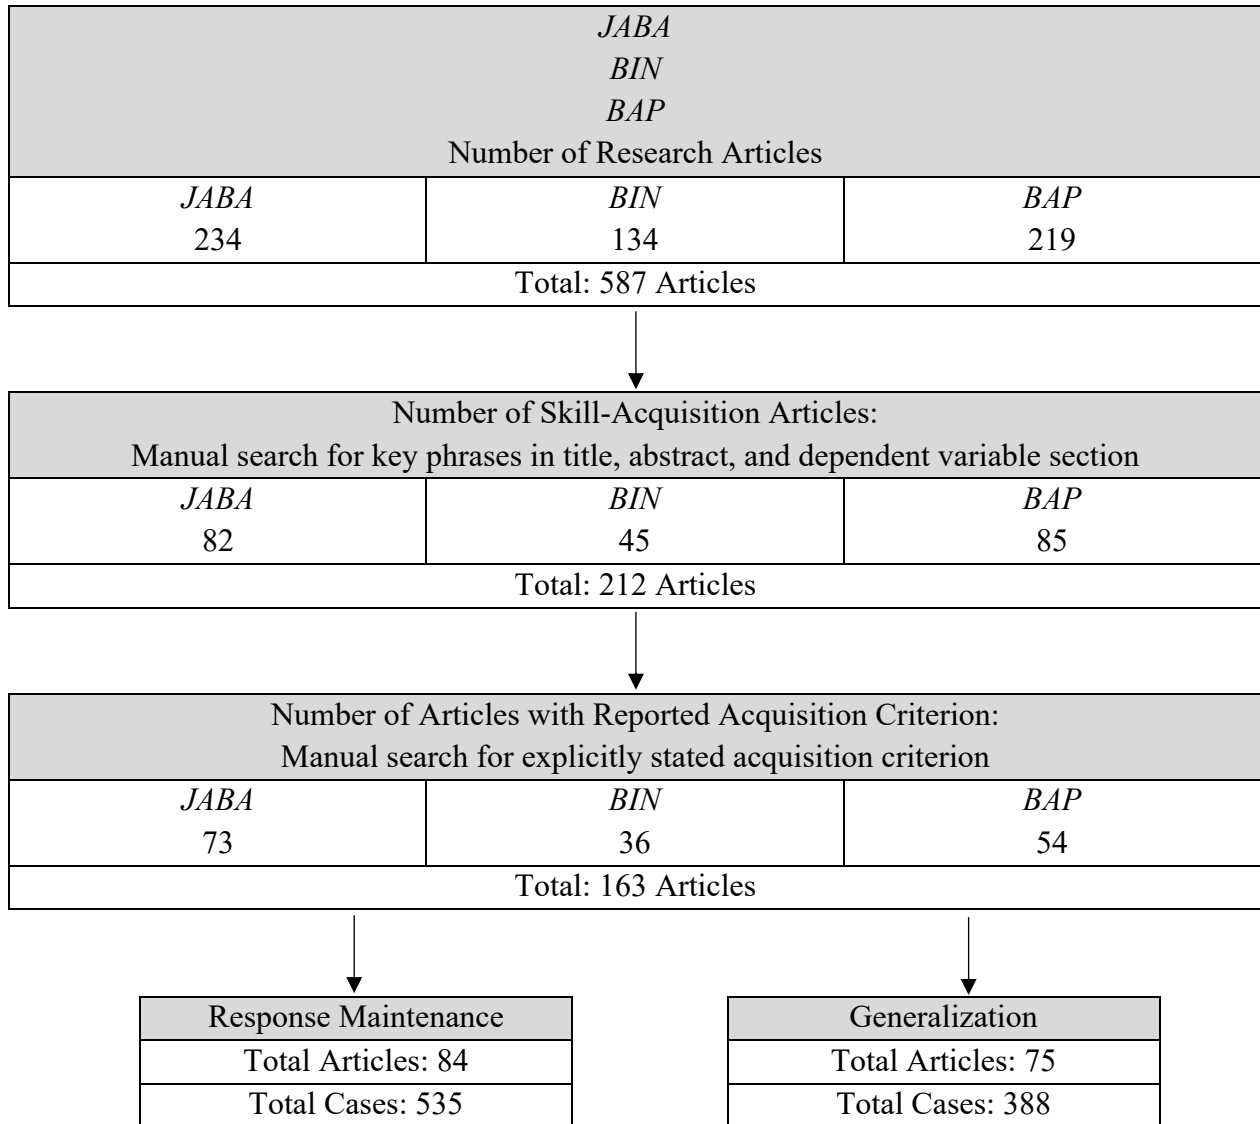 JABA
BIN
BAP
Number of Research Articles
JABA
BIN
BAP
234
134
219
Total: 587 Articles
Number of Skill-Acquisition Articles:
Manual search for key phrases in title, abstract, and dependent variable section
JABA
BIN
BAP
82
45
85
Total: 212 Articles
Number of Articles with Reported Acquisition Criterion:
Manual search for explicitly stated acquisition criterion
JABA
BIN
BAP
73
36
54
Total: 163 Articles
Response Maintenance
Total Articles: 84
Total Cases: 535
Generalization
Total Articles: 75
Total Cases: 388